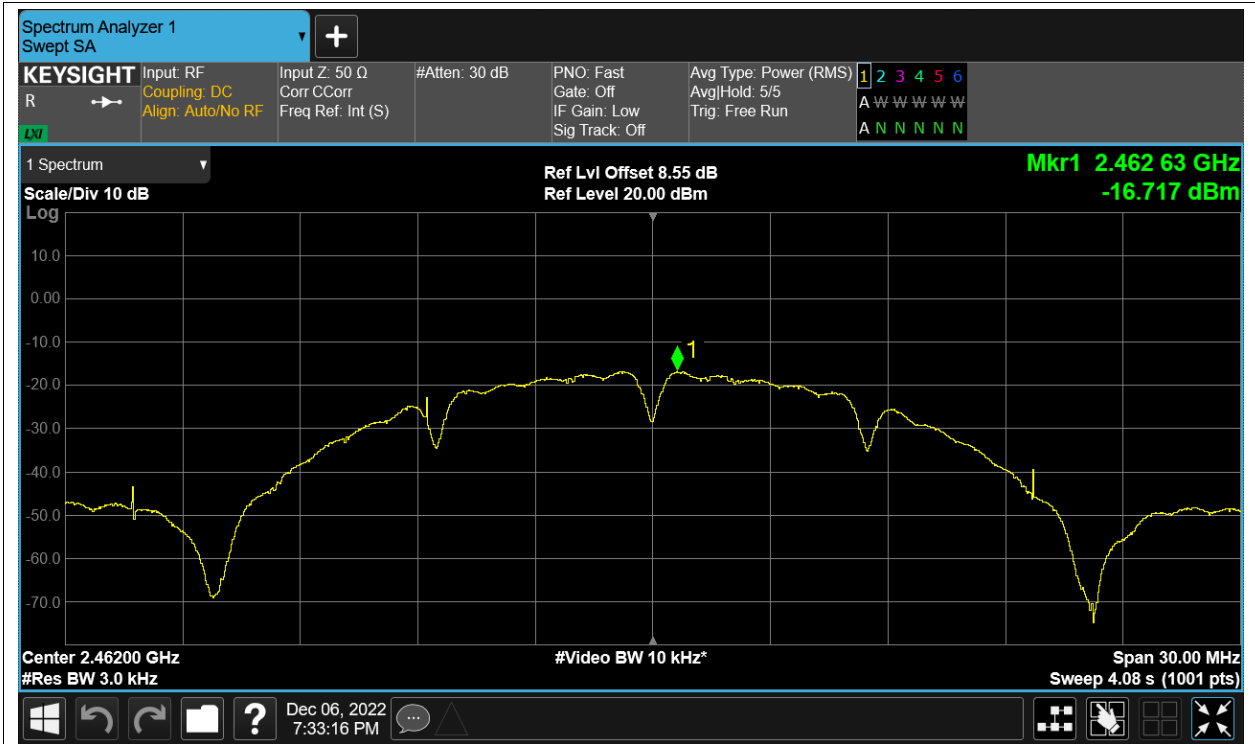 Spectrum Analyzer 1
Swept SA
KEYSIGHT
R
LXI
Input: RF
Coupling: DC
Align: Auto/No RF
Input Z: 50 Ω
Corr CCorr
Freq Ref: Int (S)
#Atten: 30 dB
PNO: Fast
Gate: Off
IF Gain: Low
Sig Track: Off
Avg Type: Power (RMS)
Avg|Hold: 5/5
Trig: Free Run
1 2 3 4 5 6
A W W W W W
A N N N N N
1 Spectrum
Scale/Div 10 dB
Log
Ref Lvl Offset 8.55 dB
Ref Level 20.00 dBm
Mkr1 2.462 63 GHz
-16.717 dBm
10.0
0.00
-10.0
-20.0
-30.0
-40.0
-50.0
-60.0
-70.0
1
Center 2.46200 GHz
#Res BW 3.0 kHz
#Video BW 10 kHz*
Span 30.00 MHz
Sweep 4.08 s (1001 pts)
?
Dec 06, 2022
7:33:16 PM